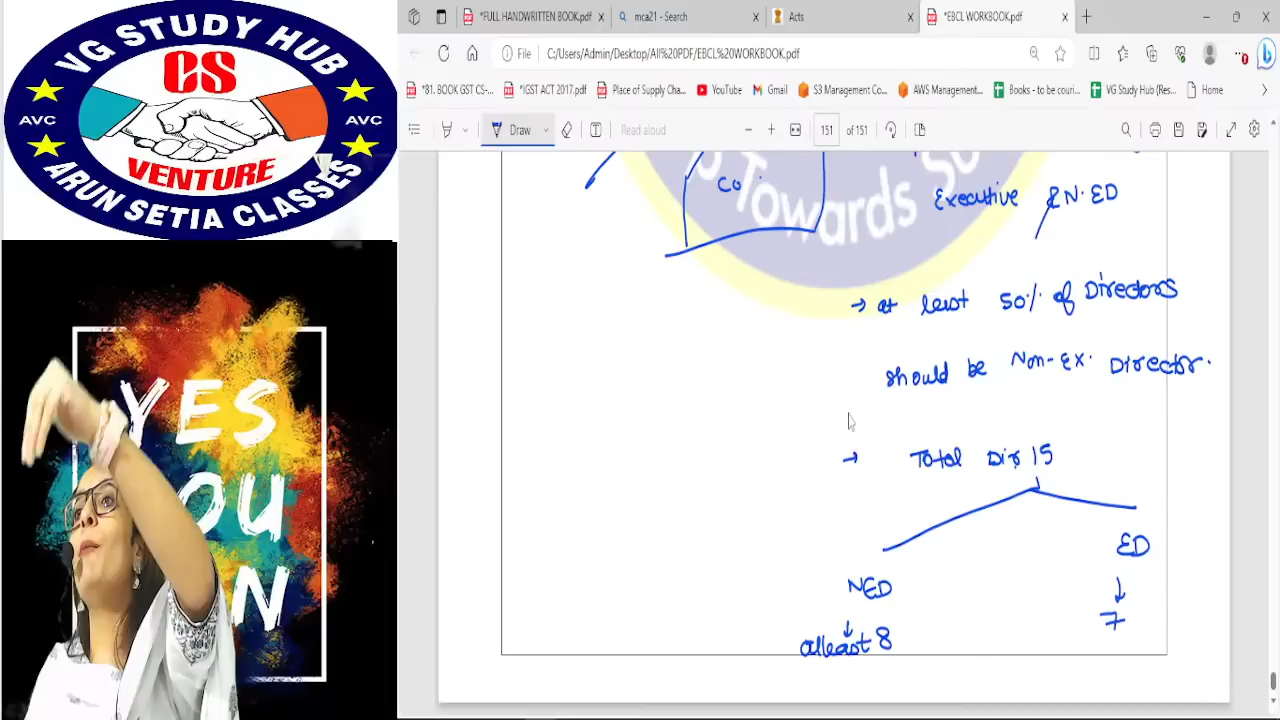 VG STUDY HUB
CS
AVC
AVC
VENTURE
ARUN SETIA CLASSES
YES
YOU
N
*FULL HANDWRITTEN BOOK.pdf
mca21 - Search
Acts
*EBCL WORKBOOK.pdf
File
C:/Users/Admin/Desktop/All%20PDF/EBCL%20WORKBOOK.pdf
*81. BOOK GST CS-...
*IGST ACT 2017.pdf
Place of Supply Cha...
YouTube
Gmail
S3 Management Co...
AWS Management...
Books - to be couri...
VG Study Hub (Res...
Home
Draw
Read aloud
151
of 151
Towards 50
Co
Executive & N·ED
→ at least 50% of Directors
should be Non-Ex. Director.
→ Total Dir 15
ED
NED
7
atleast 8